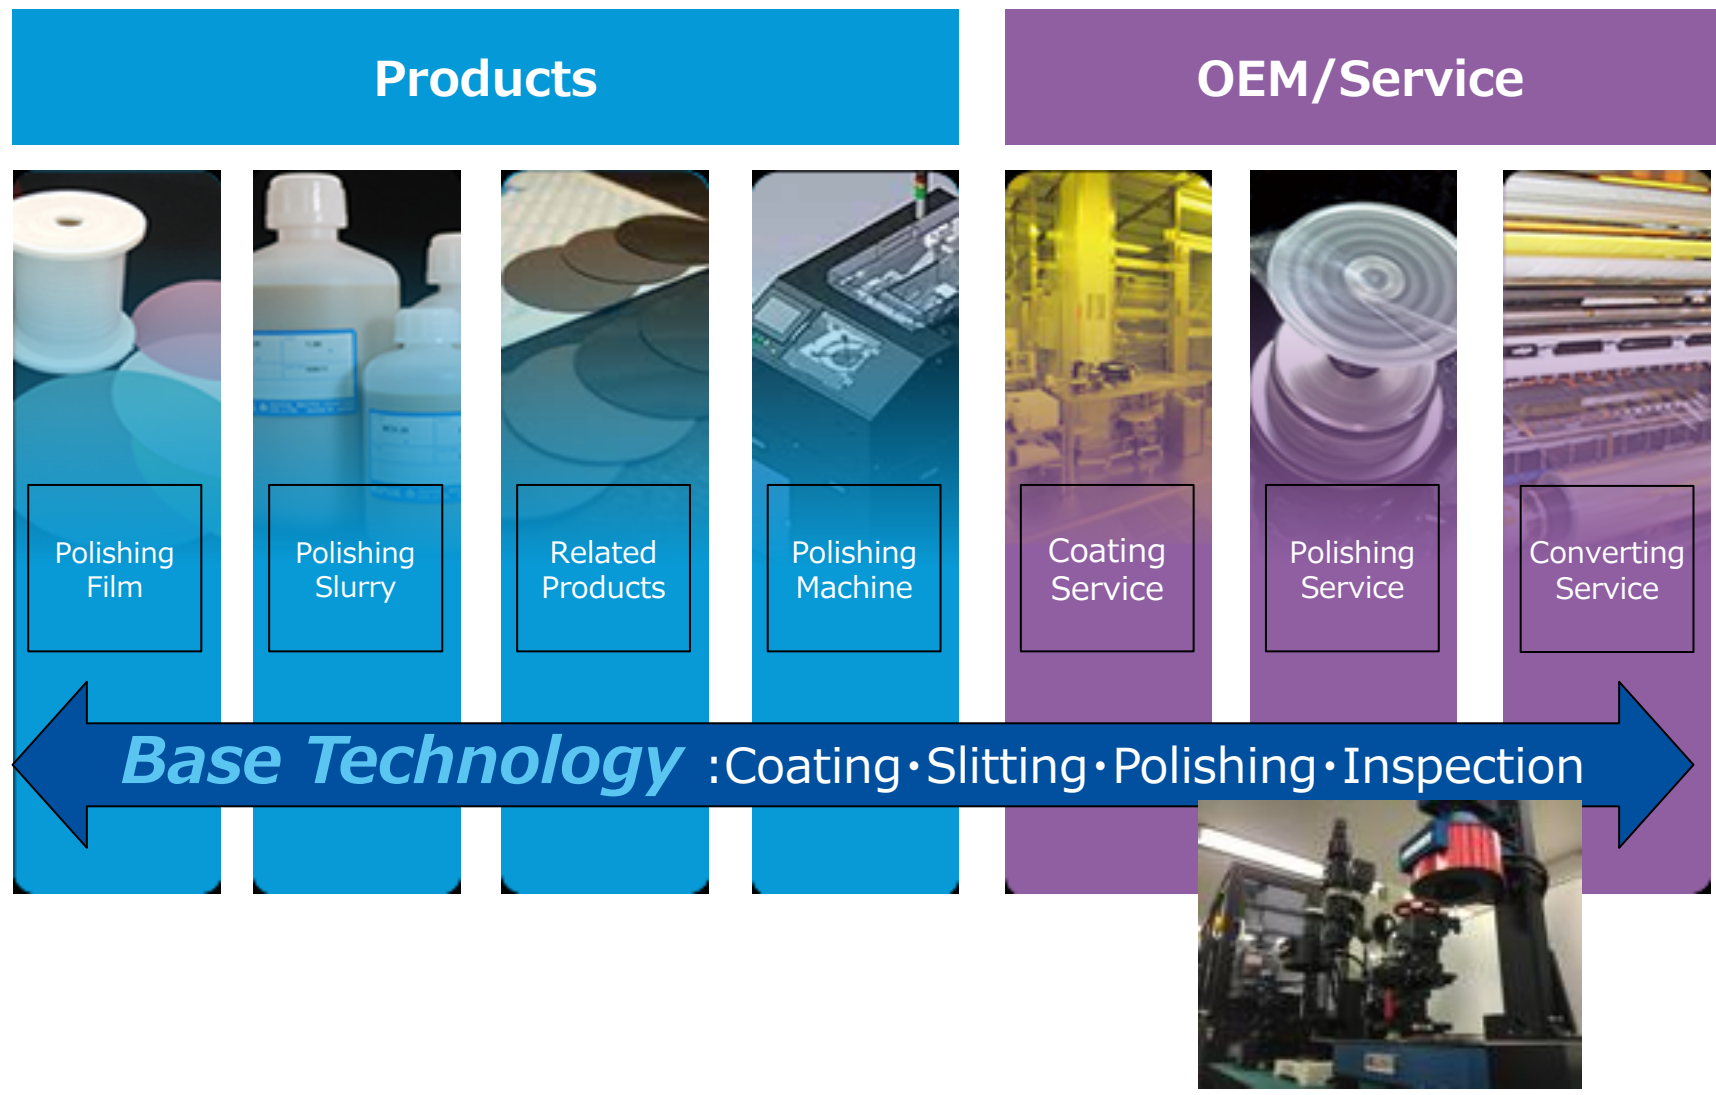 Products
OEM/Service
Polishing
Film
Polishing
Slurry
Related
Products
Polishing
Machine
Coating
Service
Polishing
Service
Converting
Service
Base Technology :Coating・Slitting・Polishing・Inspection